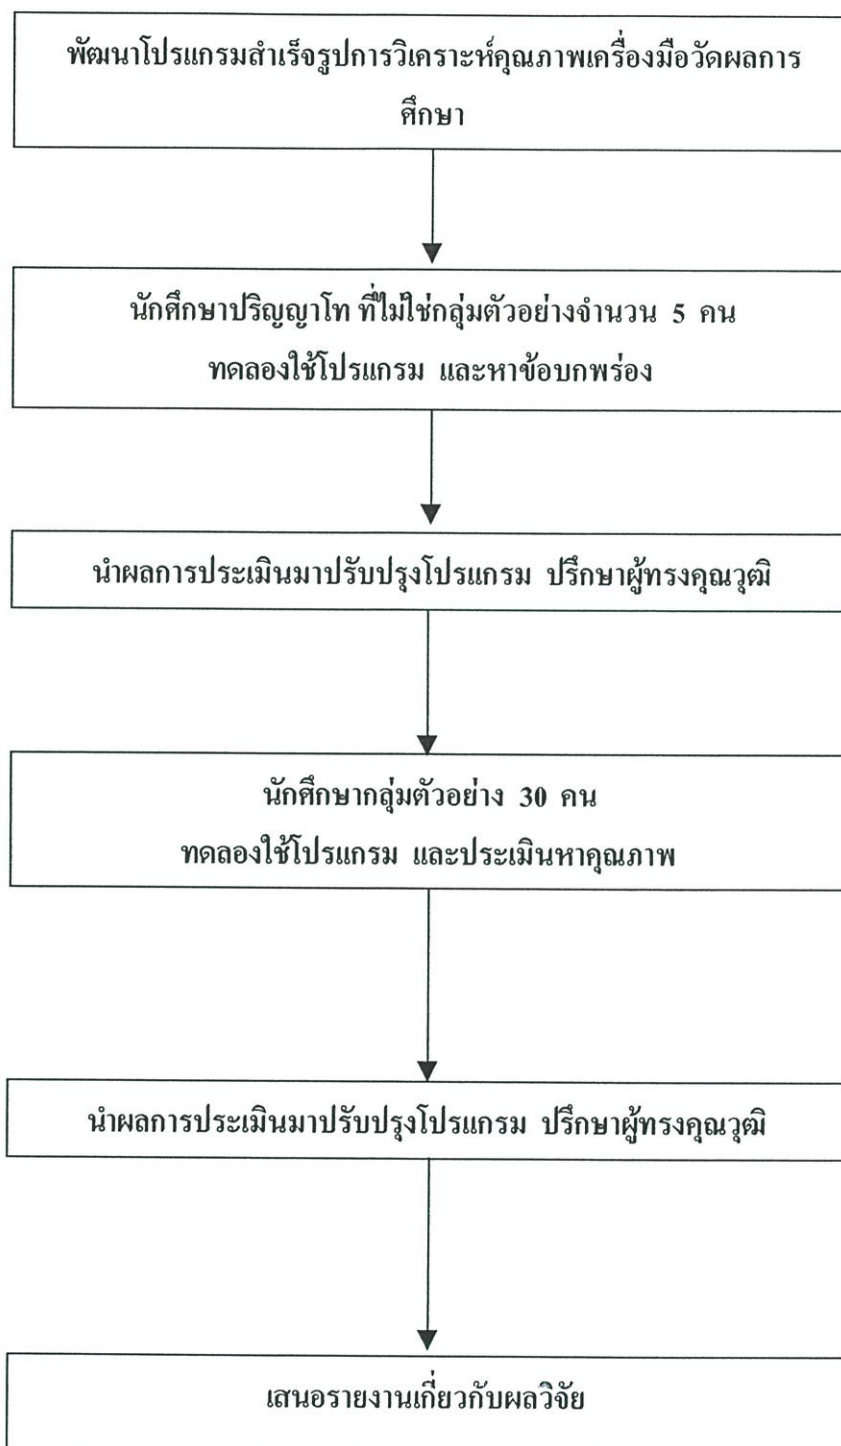 พัฒนาโปรแกรมสำเร็จรูปการวิเคราะห์คุณภาพเครื่องมือวัดผลการ
ศึกษา
นักศึกษาปริญญาโท ที่ไม่ใช่กลุ่มตัวอย่างจำนวน 5 คน
ทดลองใช้โปรแกรม และหาข้อบกพร่อง
นำผลการประเมินมาปรับปรุงโปรแกรม ปรึกษาผู้ทรงคุณวุฒิ
นักศึกษากลุ่มตัวอย่าง 30 คน
ทดลองใช้โปรแกรม และประเมินหาคุณภาพ
นำผลการประเมินมาปรับปรุงโปรแกรม ปรึกษาผู้ทรงคุณวุฒิ
เสนอรายงานเกี่ยวกับผลวิจัย